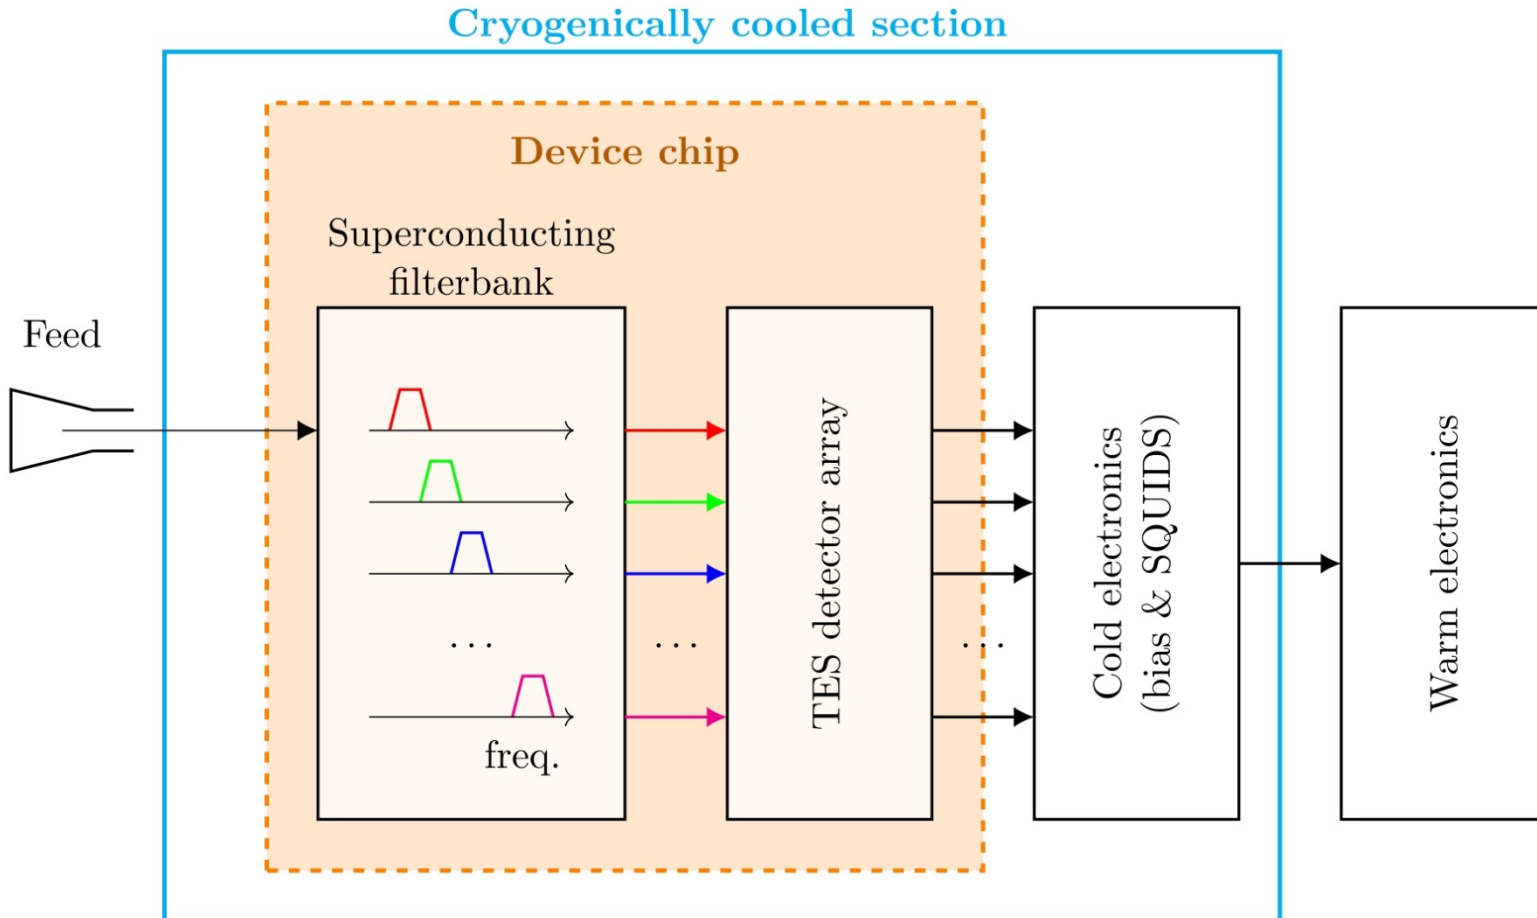 Cryogenically cooled section
Device chip
Superconducting
filterbank
Feed
freq.
...
...
...
TES detector array
Cold electronics
(bias & SQUIDS)
Warm electronics